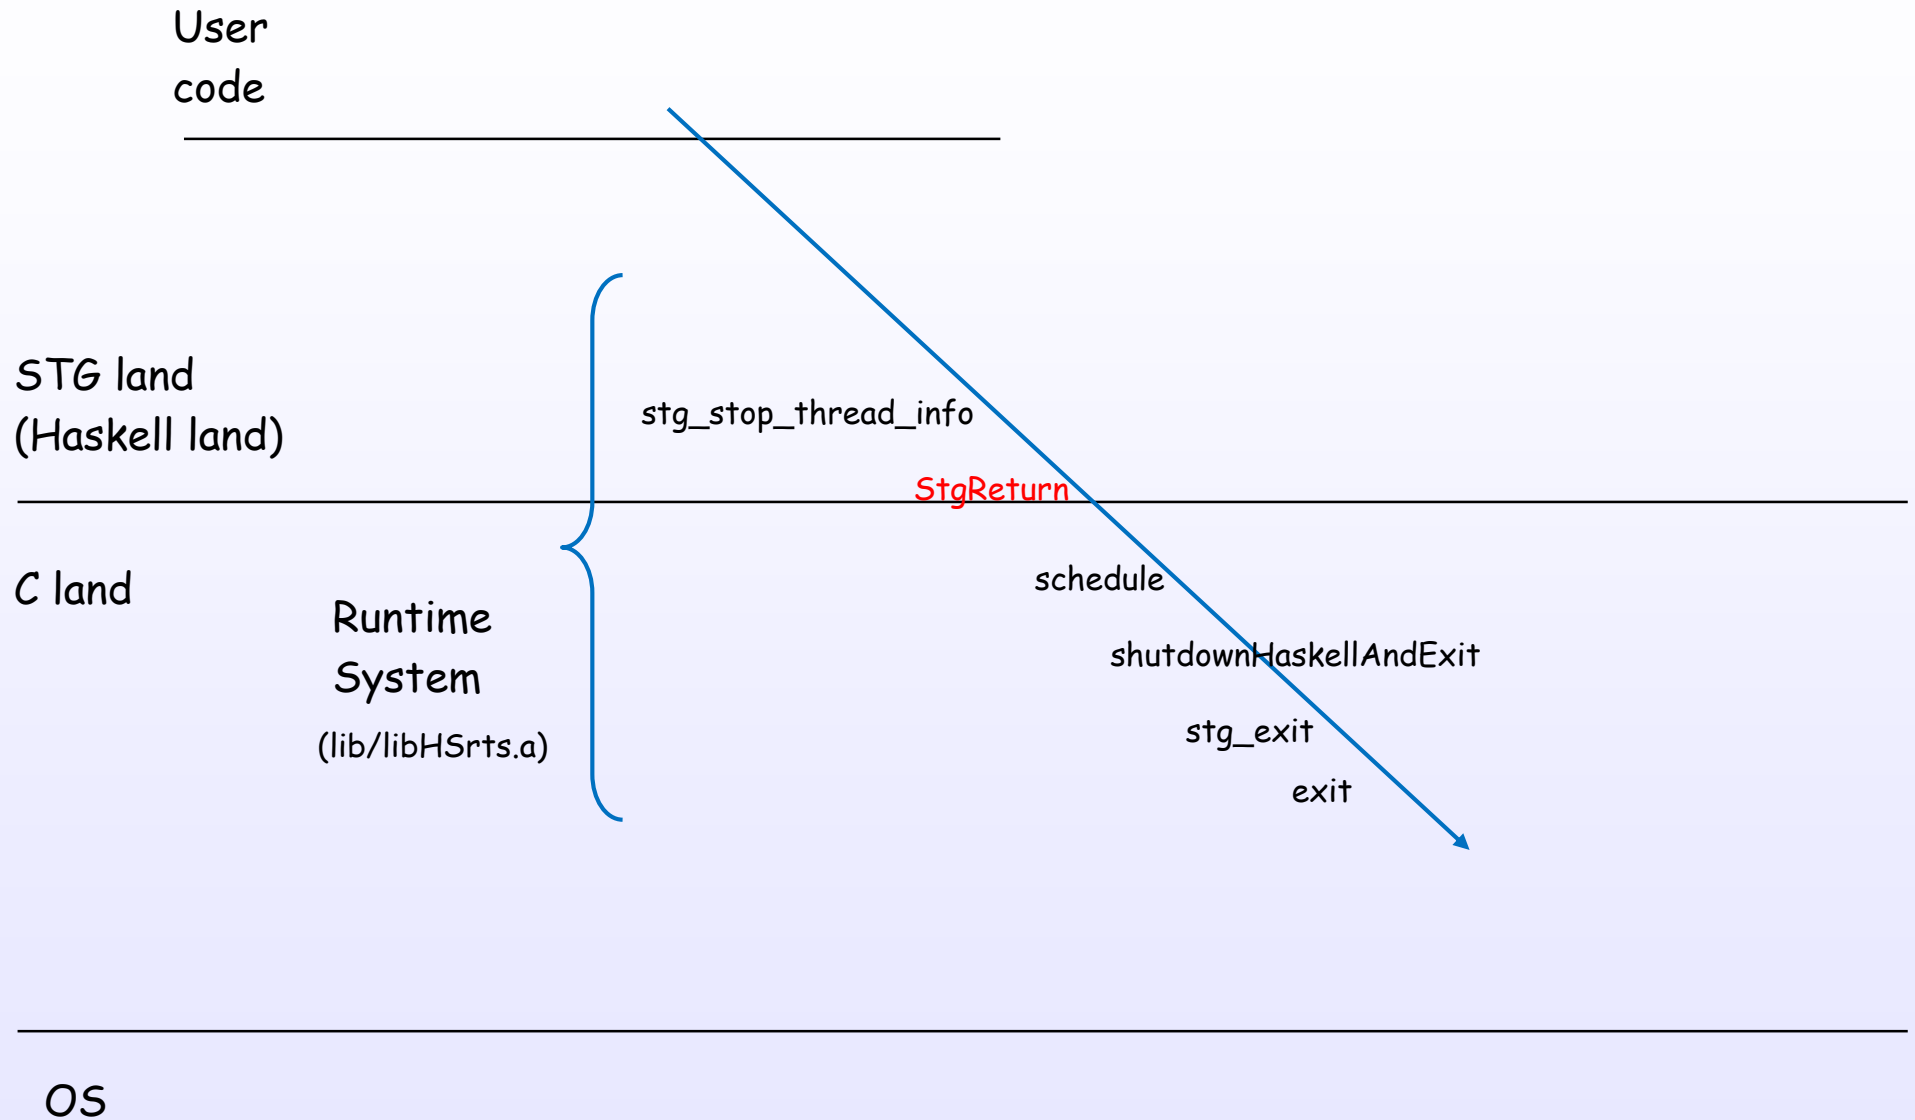 User
code
STG land
(Haskell land)
stg_stop_thread_info
StgReturn
C land
Runtime
System
(lib/libHSrts.a)
schedule
shutdownHaskellAndExit
stg_exit
exit
OS